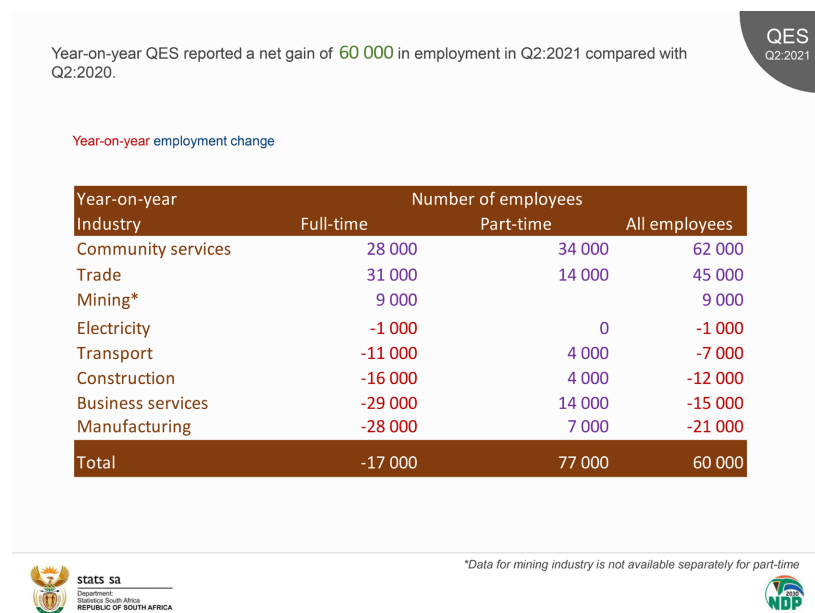 QES
Q2:2021
Year-on-year QES reported a net gain of 60 000 in employment in Q2:2021 compared with
Q2:2020.
Year-on-year employment change
Year-on-year Number of employees
Industry Full-time Part-time All employees
Community services 28 000 34 000 62 000
Trade 31 000 14 000 45 000
Mining* 9 000 9 000
Electricity -1 000 0 -1 000
Transport -11 000 4 000 -7 000
Construction -16 000 4 000 -12 000
Business services -29 000 14 000 -15 000
Manufacturing -28 000 7 000 -21 000
Total -17 000 77 000 60 000
*Data for mining industry is not available separately for part-time
stats sa
Department:
Statistics South Africa
REPUBLIC OF SOUTH AFRICA
2030
NDP